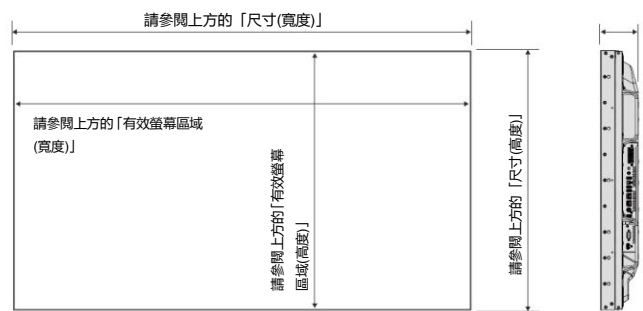 請參閱上方的「尺寸(寬度)」
請參閱上方的「有效螢幕區域
(寬度)」
請參閱上方的「有效螢幕
區域(高度)」
請參閱上方的「尺寸(高度)」